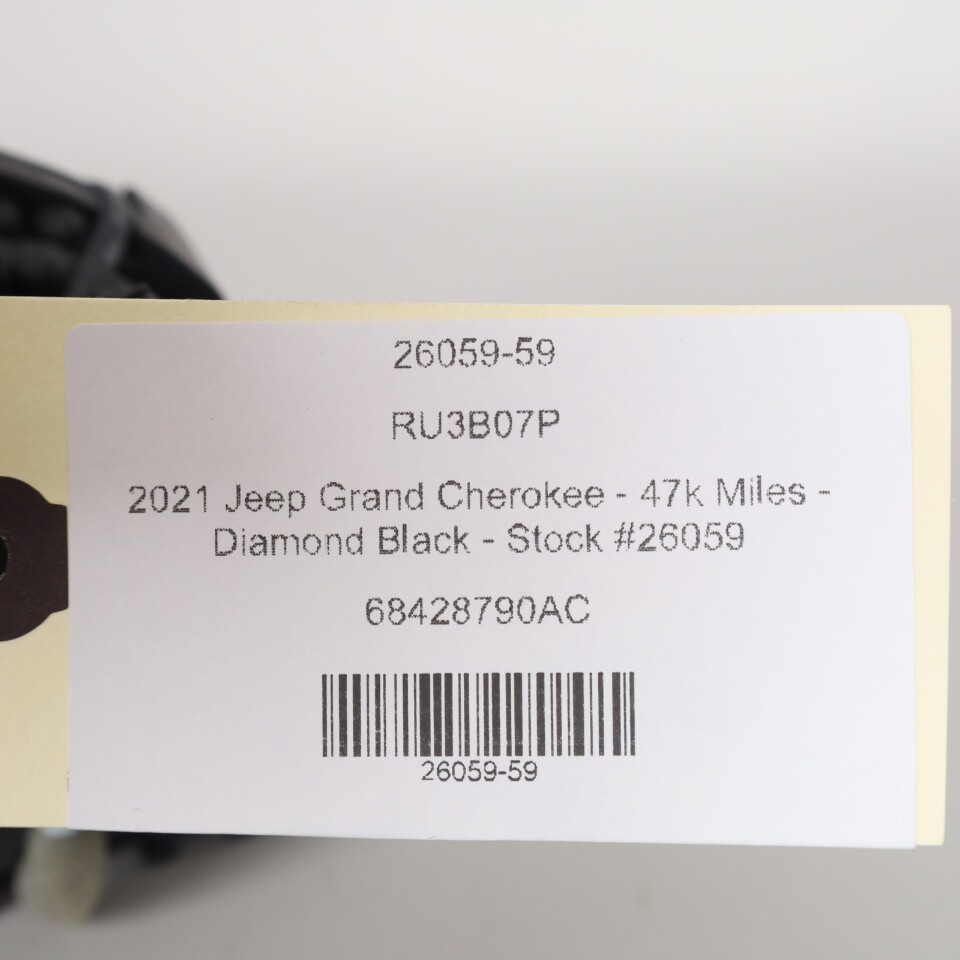 26059-59
RU3B07P
2021 Jeep Grand Cherokee - 47k Miles -
Diamond Black - Stock #26059
68428790AC
26059-59